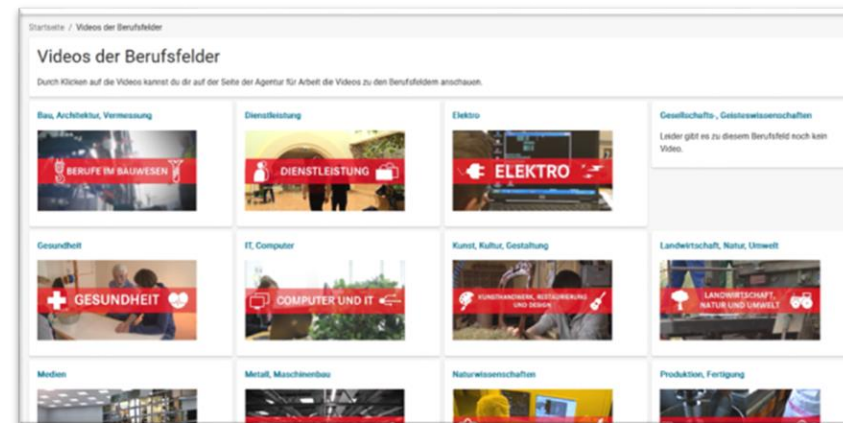 Startseite / Videos der Berufsfelder
Videos der Berufsfelder
Durch Klicken auf die Videos kannst du dir auf der Seite der Agentur für Arbeit die Videos zu den Berufsfeldern anschauen.
Bau, Architektur, Vermessung
BERUFE IM BAUWESEN
Dienstleistung
DIENSTLEISTUNG
Elektro
ELEKTRO
Gesellschafts-, Geisteswissenschaften
Leider gibt es zu diesem Berufsfeld noch kein
Video.
Gesundheit
GESUNDHEIT
IT, Computer
COMPUTER UND IT
Kunst, Kultur, Gestaltung
KUNSTHANDWERK, RESTAURIERUNG
UND DESIGN
Landwirtschaft, Natur, Umwelt
LANDWIRTSCHAFT,
NATUR UND UMWELT
Medien
Metall, Maschinenbau
Naturwissenschaften
Produktion, Fertigung